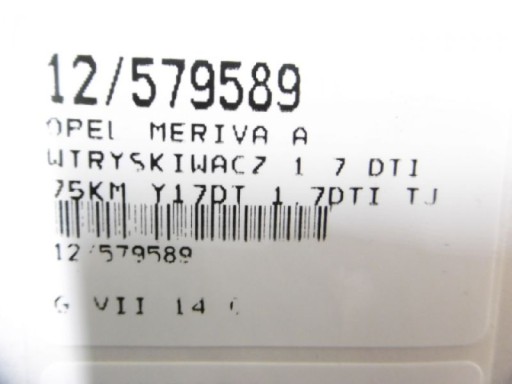 12/579589
OPEL MERIVA A
WTRYSKIWACZ 1 7 DTI
75KM Y17DT 1.7DTI TJ
12/579589
G VII 14